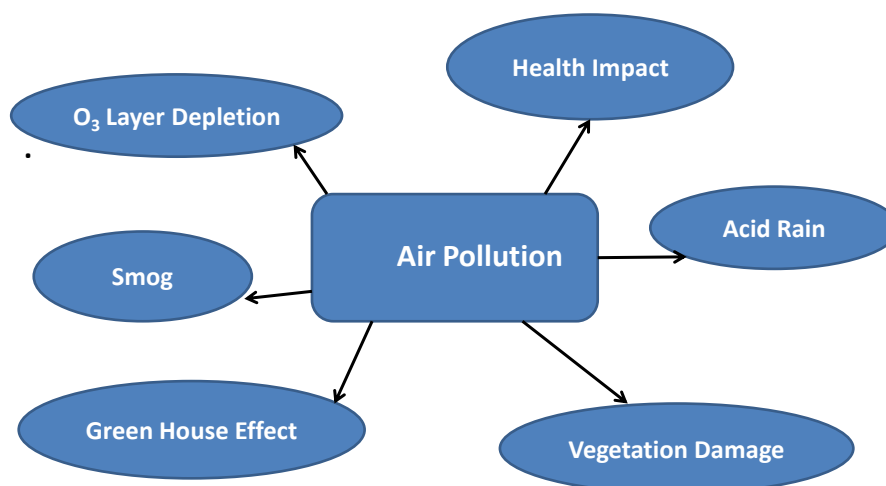 Health Impact
O₃ Layer Depletion
.
Acid Rain
Air Pollution
Smog
Green House Effect
Vegetation Damage